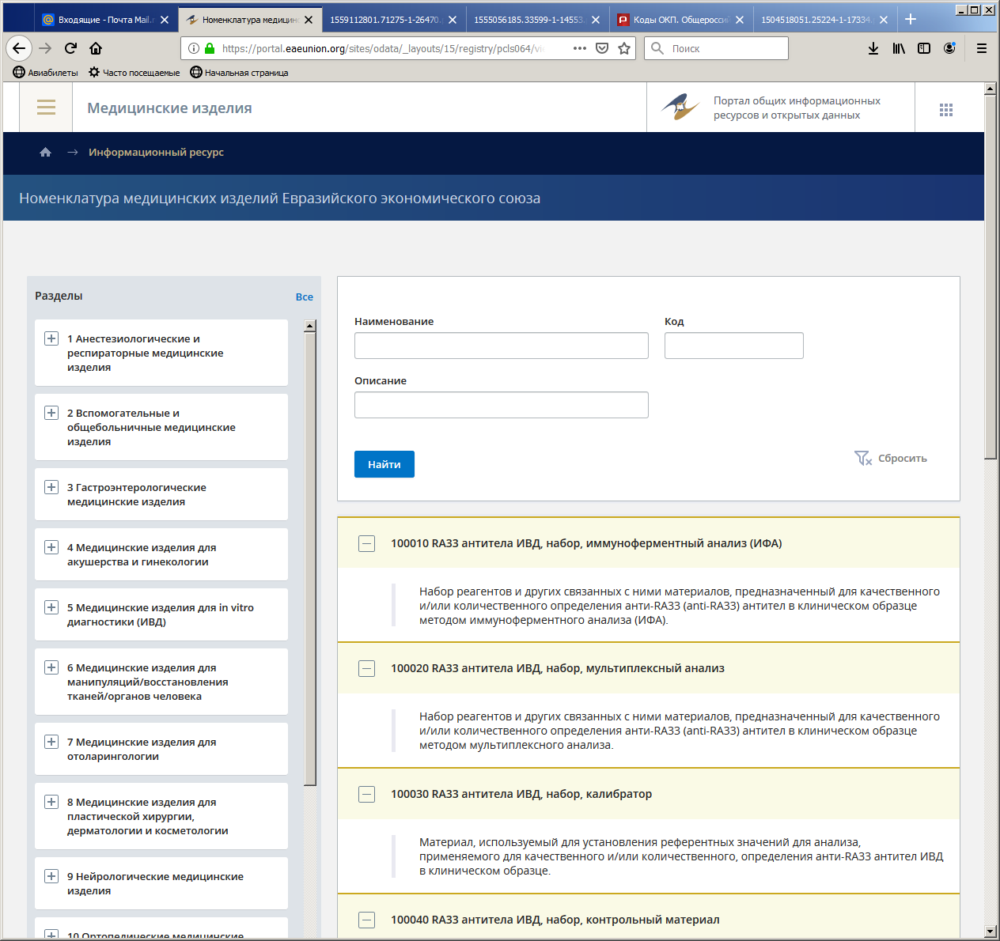 Входящие - Почта Mail.r
Номенклатура медицин
1559112801.71275-1-26470.
1555056185.33599-1-14553.
Коды ОКП. Общероссий
1504518051.25224-1-17334.
https://portal.eaeunion.org/sites/odata/_layouts/15/registry/pcls064/vi
Поиск
Авиабилеты
Часто посещаемые
Начальная страница
Медицинские изделия
Портал общих информационных
ресурсов и открытых данных
Информационный ресурс
Номенклатура медицинских изделий Евразийского экономического союза
Разделы
Все
1 Анестезиологические и
респираторные медицинские
изделия
2 Вспомогательные и
общебольничные медицинские
изделия
3 Гастроэнтерологические
медицинские изделия
4 Медицинские изделия для
акушерства и гинекологии
5 Медицинские изделия для in vitro
диагностики (ИВД)
6 Медицинские изделия для
манипуляций/восстановления
тканей/органов человека
7 Медицинские изделия для
отоларингологии
8 Медицинские изделия для
пластической хирургии,
дерматологии и косметологии
9 Нейрологические медицинские
изделия
10 Ортопедические медицинские
Наименование
Код
Описание
Найти
Сбросить
100010 RA33 антитела ИВД, набор, иммуноферментный анализ (ИФА)
Набор реагентов и других связанных с ними материалов, предназначенный для качественного
и/или количественного определения анти-RA33 (anti-RA33) антител в клиническом образце
методом иммуноферментного анализа (ИФА).
100020 RA33 антитела ИВД, набор, мультиплексный анализ
Набор реагентов и других связанных с ними материалов, предназначенный для качественного
и/или количественного определения анти-RA33 (anti-RA33) антител в клиническом образце
методом мультиплексного анализа.
100030 RA33 антитела ИВД, набор, калибратор
Материал, используемый для установления референтных значений для анализа,
применяемого для качественного и/или количественного, определения анти-RA33 антител ИВД
в клиническом образце.
100040 RA33 антитела ИВД, набор, контрольный материал